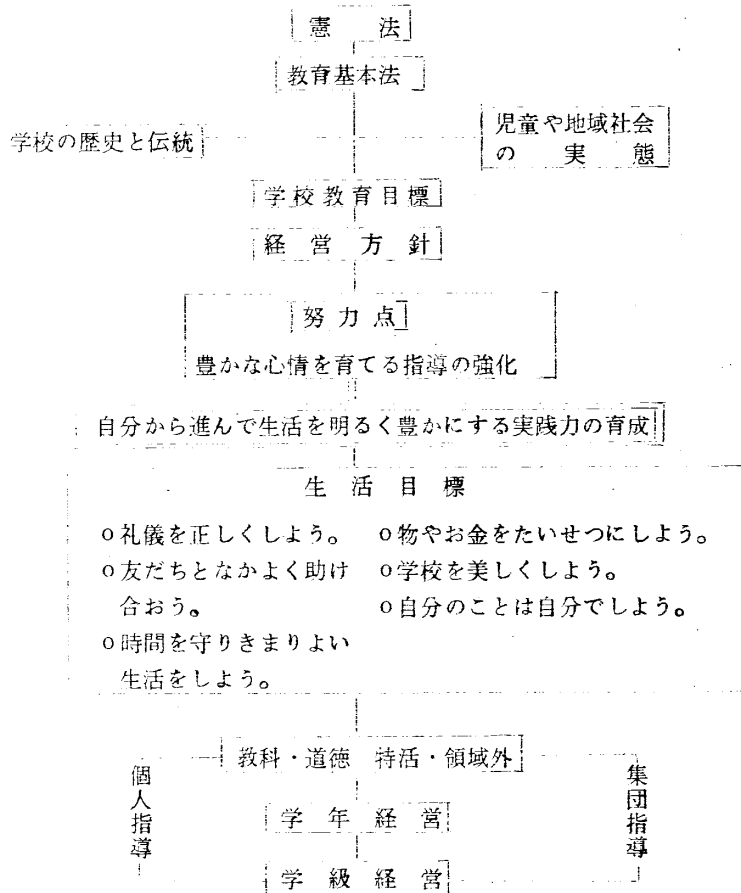 憲法
教育基本法
学校の歴史と伝統
児童や地域社会
の実態
学校教育目標
経営方針
努力点
豊かな心情を育てる指導の強化
自分から進んで生活を明るく豊かにする実践力の育成
生活目標
o礼儀を正しくしよう。
o友だちとなかよく助け
合おう。
o時間を守りきまりよい
生活をしよう。
o物やお金をたいせつにしよう。
o学校を美しくしよう。
o自分のことは自分でしよう。
教科・道徳 特活・領域外
個人指導
集団指導
学年経営
学級経営